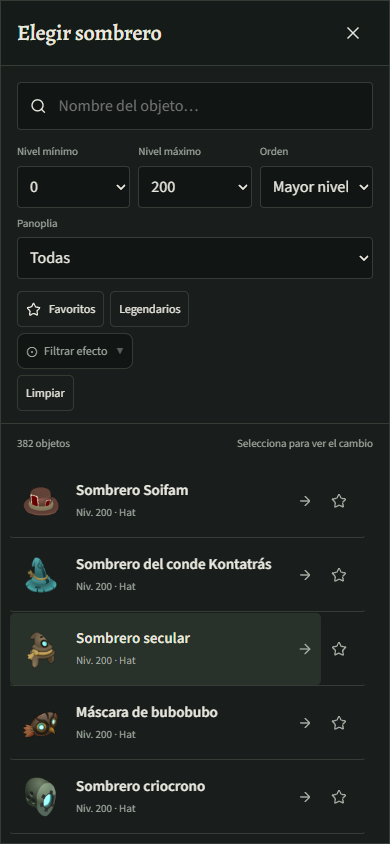 Elegir sombrero
Nombre del objeto…
Nivel mínimo
Nivel máximo
Orden
0
200
Mayor nivel
Panoplia
Todas
Favoritos
Legendarios
Filtrar efecto
Limpiar
382 objetos
Selecciona para ver el cambio
Sombrero Soifam
Niv. 200 · Hat
Sombrero del conde Kontatrás
Niv. 200 · Hat
Sombrero secular
Niv. 200 · Hat
Máscara de bubobubo
Niv. 200 · Hat
Sombrero criocrono
Niv. 200 · Hat